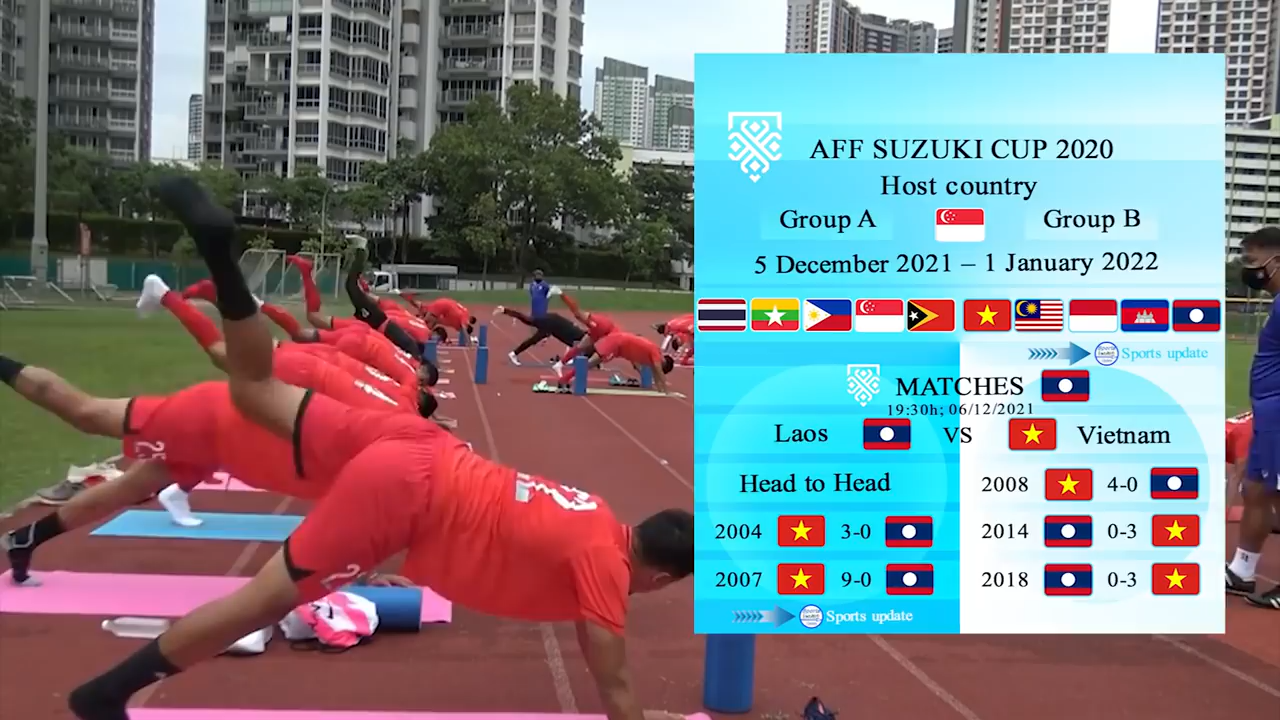 AFF SUZUKI CUP 2020
Host country
Group A Group B
5 December 2021 – 1 January 2022
Sports update
MATCHES
19:30h; 06/12/2021
Laos VS Vietnam
Head to Head
2004 3-0
2007 9-0
2008 4-0
2014 0-3
2018 0-3
Sports update
25